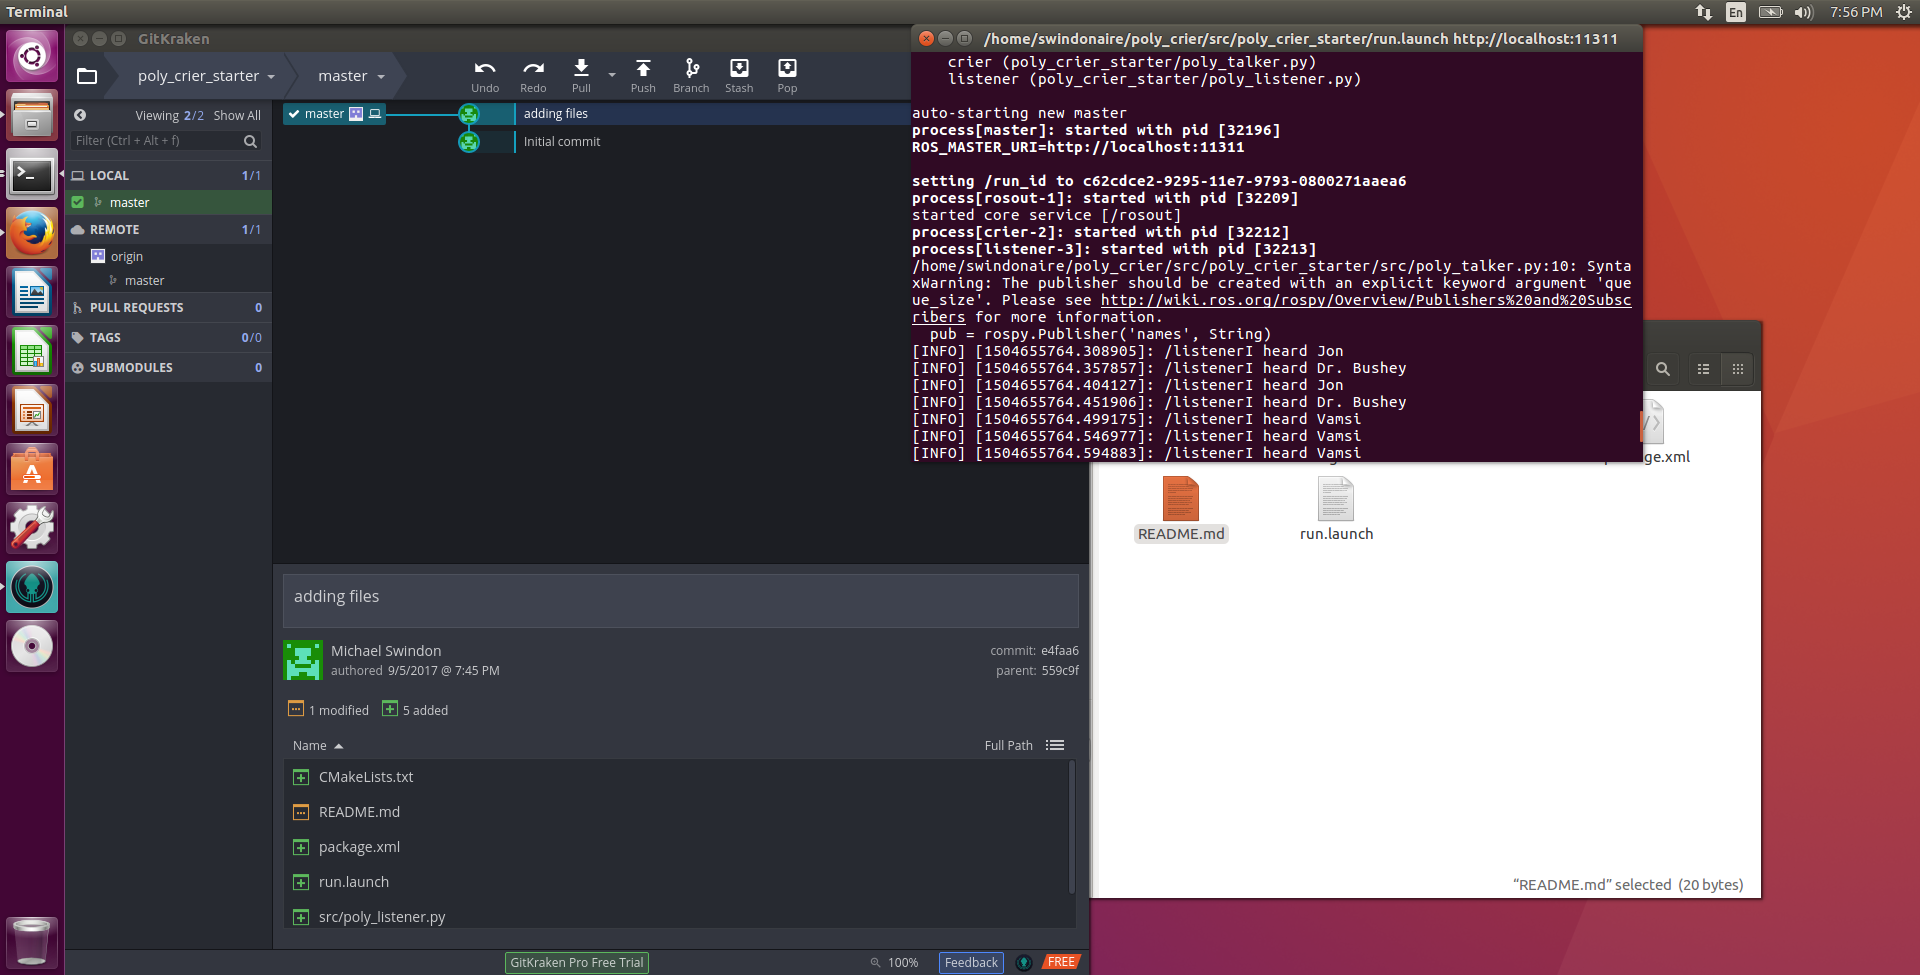 Terminal
En
7:56 PM
GitKraken
poly_crier_starter
master
Undo
Redo
Pull
Push
Branch
Stash
Pop
Viewing 2/2 Show All
Filter (Ctrl + Alt + f)
LOCAL 1/1
master
REMOTE 1/1
origin
master
PULL REQUESTS 0
TAGS 0/0
SUBMODULES 0
master
adding files
Initial commit
/home/swindonaire/poly_crier/src/poly_crier_starter/run.launch http://localhost:11311
crier (poly_crier_starter/poly_talker.py)
listener (poly_crier_starter/poly_listener.py)
auto-starting new master
process[master]: started with pid [32196]
ROS_MASTER_URI=http://localhost:11311
setting /run_id to c62cdce2-9295-11e7-9793-0800271aaea6
process[rosout-1]: started with pid [32209]
started core service [/rosout]
process[crier-2]: started with pid [32212]
process[listener-3]: started with pid [32213]
/home/swindonaire/poly_crier/src/poly_crier_starter/src/poly_talker.py:10: Synta
xWarning: The publisher should be created with an explicit keyword argument 'que
ue_size'. Please see http://wiki.ros.org/rospy/Overview/Publishers%20and%20Subsc
ribers for more information.
pub = rospy.Publisher('names', String)
[INFO] [1504655764.308905]: /listenerI heard Jon
[INFO] [1504655764.357857]: /listenerI heard Dr. Bushey
[INFO] [1504655764.404127]: /listenerI heard Jon
[INFO] [1504655764.451906]: /listenerI heard Dr. Bushey
[INFO] [1504655764.499175]: /listenerI heard Vamsi
[INFO] [1504655764.546977]: /listenerI heard Vamsi
[INFO] [1504655764.594883]: /listenerI heard Vamsi
ge.xml
README.md
run.launch
“README.md” selected (20 bytes)
adding files
Michael Swindon
authored 9/5/2017 @ 7:45 PM
commit: e4faa6
parent: 559c9f
1 modified
5 added
Name
Full Path
CMakeLists.txt
README.md
package.xml
run.launch
src/poly_listener.py
GitKraken Pro Free Trial
100%
Feedback
FREE